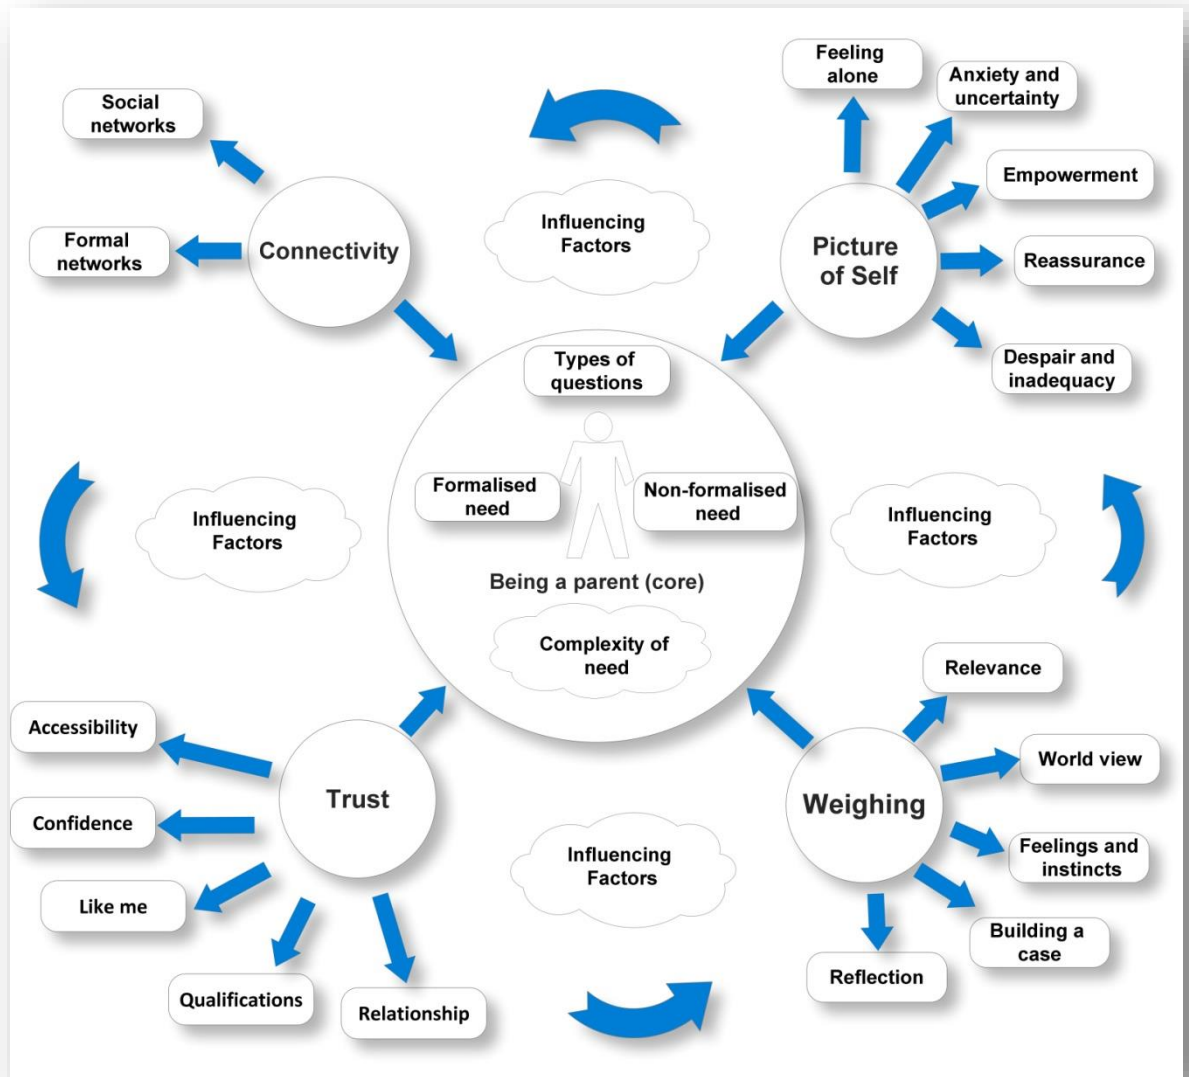 Feeling
alone
Anxiety and
uncertainty
Social
networks
Empowerment
Influencing
Factors
Formal
networks
Connectivity
Picture
of Self
Reassurance
Types of
questions
Despair and
inadequacy
Formalised
need
Non-formalised
need
Influencing
Factors
Influencing
Factors
Being a parent (core)
Complexity of
need
Relevance
Accessibility
World view
Trust
Weighing
Confidence
Influencing
Factors
Feelings and
instincts
Like me
Building a
case
Reflection
Qualifications
Relationship